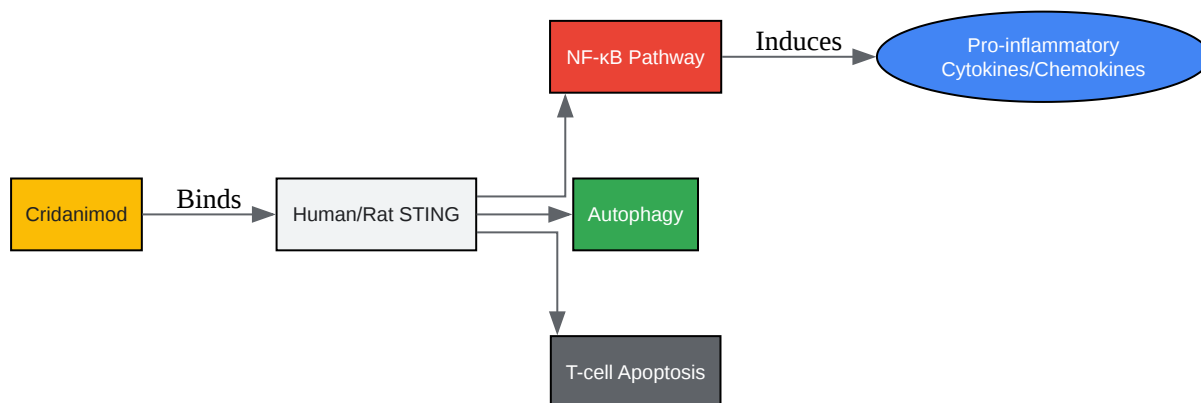 NF-κB Pathway
Induces
Pro-inflammatory
Cytokines/Chemokines
Cridanimod
Binds
Human/Rat STING
Autophagy
T-cell Apoptosis